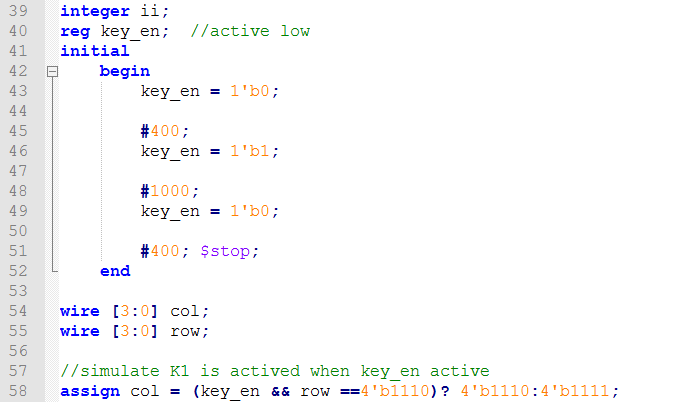 39 integer ii;
40 reg key_en;  //active low
41 initial
42     begin
43         key_en = 1'b0;
44
45         #400;
46         key_en = 1'b1;
47
48         #1000;
49         key_en = 1'b0;
50
51         #400; $stop;
52     end
53
54 wire [3:0] col;
55 wire [3:0] row;
56
57 //simulate K1 is actived when key_en active
58 assign col = (key_en && row ==4'b1110)? 4'b1110:4'b1111;